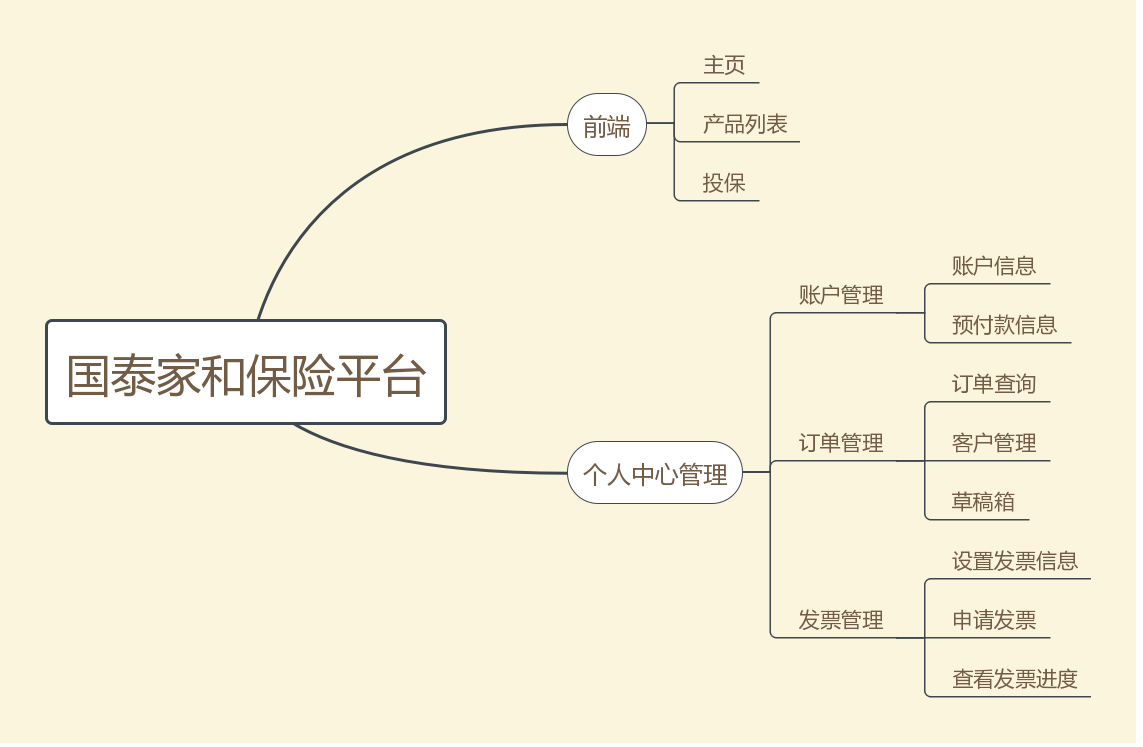 国泰家和保险平台
前端
主页
产品列表
投保
个人中心管理
账户管理
账户信息
预付款信息
订单管理
订单查询
客户管理
草稿箱
发票管理
设置发票信息
申请发票
查看发票进度